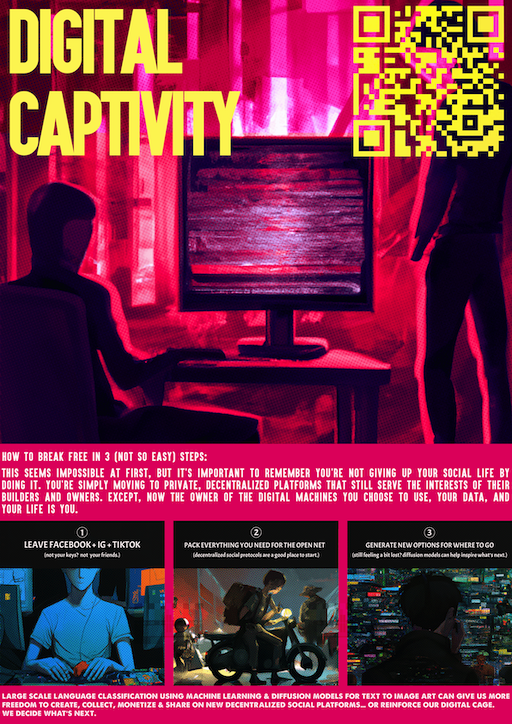 DIGITAL
CAPTIVITY
HOW TO BREAK FREE IN 3 (NOT SO EASY) STEPS:
THIS SEEMS IMPOSSIBLE AT FIRST, BUT IT'S IMPORTANT TO REMEMBER YOU'RE NOT GIVING UP YOUR SOCIAL LIFE BY
DOING IT. YOU'RE SIMPLY MOVING TO PRIVATE, DECENTRALIZED PLATFORMS THAT STILL SERVE THE INTERESTS OF THEIR
BUILDERS AND OWNERS. EXCEPT, NOW THE OWNER OF THE DIGITAL MACHINES YOU CHOOSE TO USE, YOUR DATA, AND
YOUR LIFE IS YOU.
1
LEAVE FACEBOOK + IG + TIKTOK
(not your keys? not your friends.)
2
PACK EVERYTHING YOU NEED FOR THE OPEN NET
(decentralized social protocols are a good place to start.)
3
GENERATE NEW OPTIONS FOR WHERE TO GO
(still feeling a bit lost? diffusion models can help inspire what's next.)
LARGE SCALE LANGUAGE CLASSIFICATION USING MACHINE LEARNING & DIFFUSION MODELS FOR TEXT TO IMAGE ART CAN GIVE US MORE
FREEDOM TO CREATE, COLLECT, MONETIZE & SHARE ON NEW DECENTRALIZED SOCIAL PLATFORMS... OR REINFORCE OUR DIGITAL CAGE.
WE DECIDE WHAT'S NEXT.